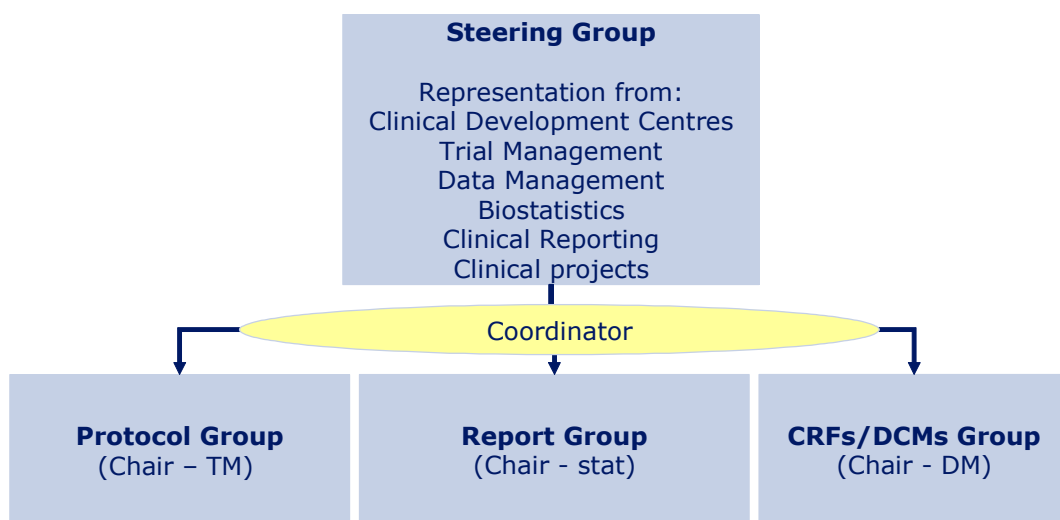 Steering Group
Representation from:
Clinical Development Centres
Trial Management
Data Management
Biostatistics
Clinical Reporting
Clinical projects
Coordinator
Protocol Group
(Chair – TM)
Report Group
(Chair - stat)
CRFs/DCMs Group
(Chair - DM)